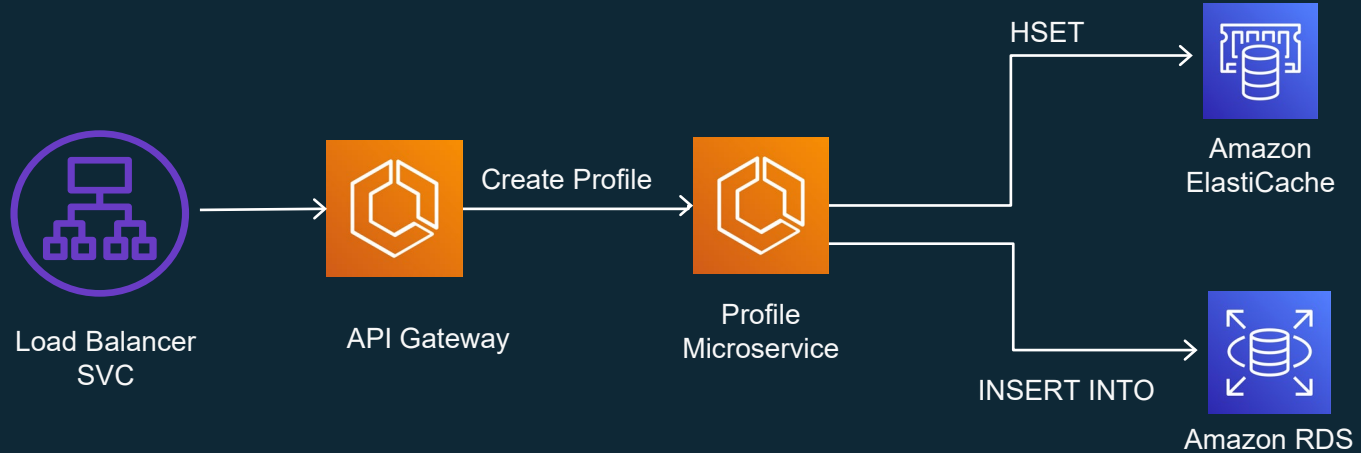 HSET
Amazon
ElastiCache
Create Profile
Load Balancer
SVC
API Gateway
Profile
Microservice
INSERT INTO
Amazon RDS